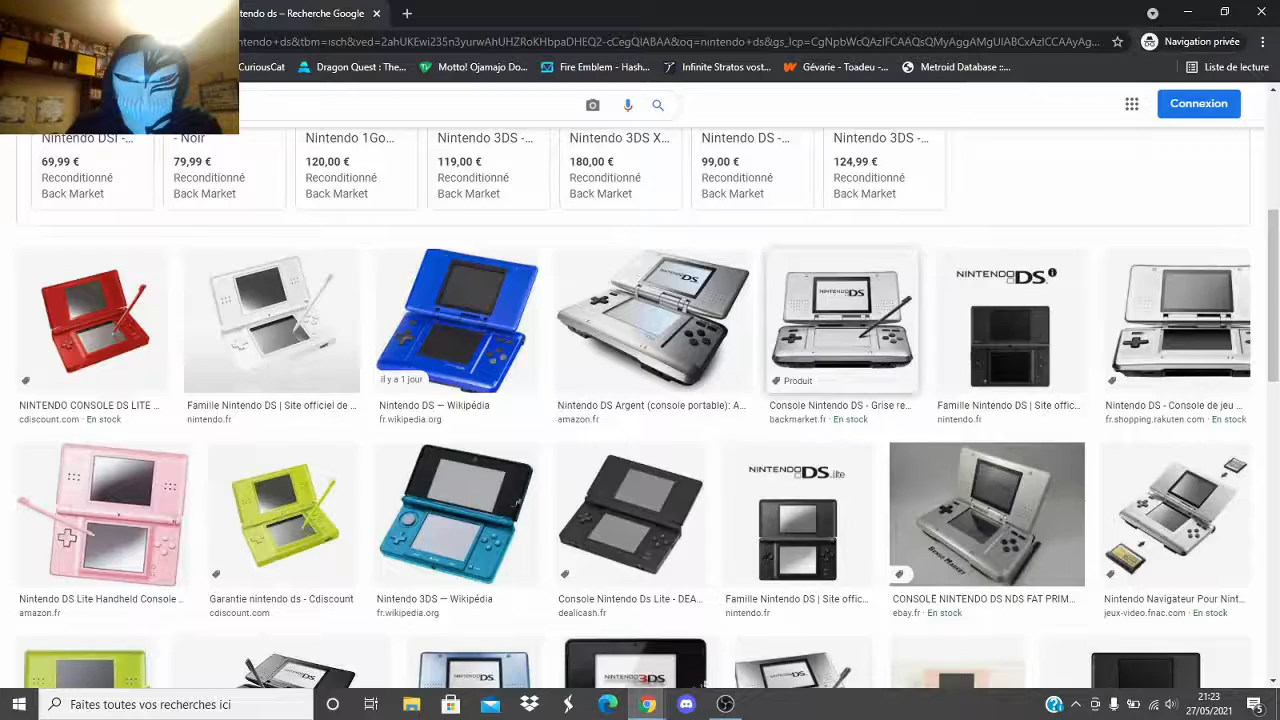 ntendo ds – Recherche Google
ntendo+ds&tbm=isch&ved=2ahUKEwi235n3yurwAhUHZRoKHbpaDHEQ2-cCegQIABAA&oq=nintendo+ds&gs_lcp=CgNpbWcQAzIFCAAQsQMyAggAMgUIABCxAzICCAAyAg...
Navigation privée
CuriousCat
Dragon Quest : The...
Motto! Ojamajo Do...
Fire Emblem - Hash...
Infinite Stratos vost...
Gévarie - Toadeu -...
Metroid Database ::..
Liste de lecture
Connexion
Nintendo DSI -...
- Noir
Nintendo 1Go...
Nintendo 3DS -...
Nintendo 3DS X...
Nintendo DS -...
Nintendo 3DS -...
69,99 €
79,99 €
120,00 €
119,00 €
180,00 €
99,00 €
124,99 €
Reconditionné
Reconditionné
Reconditionné
Reconditionné
Reconditionné
Reconditionné
Reconditionné
Back Market
Back Market
Back Market
Back Market
Back Market
Back Market
Back Market
NINTENDO DS
NINTENDO DS
NINTENDO DS i
il y a 1 jour
Produit
NINTENDO CONSOLE DS LITE ...
Famille Nintendo DS | Site officiel de ...
Nintendo DS — Wikipédia
Nintendo DS Argent (console portable): A...
Console Nintendo DS - Grise re...
Famille Nintendo DS | Site offic...
Nintendo DS - Console de jeu ...
cdiscount.com · En stock
nintendo.fr
fr.wikipedia.org
amazon.fr
backmarket.fr · En stock
nintendo.fr
fr.shopping.rakuten.com · En stock
NINTENDO DS lite
Nintendo DS Lite Handheld Console ..
Garantie nintendo ds - Cdiscount
Nintendo 3DS — Wikipédia
Console Nintendo Ds Lite - DEA...
Famille Nintendo DS | Site offic...
CONSOLE NINTENDO DS NDS FAT PRIM...
Nintendo Navigateur Pour Nint...
amazon.fr
cdiscount.com
fr.wikipedia.org
dealicash.fr
nintendo.fr
ebay.fr · En stock
jeux-video.fnac.com · En stock
NINTENDO DS
NINTENDO DS
NINTENDO 3DS
NINTENDO DS
Faites toutes vos recherches ici
21:23
27/05/2021